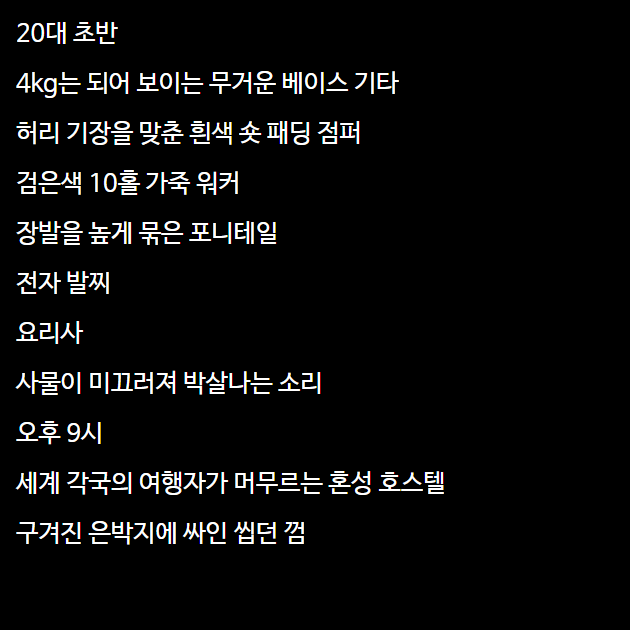 20대 초반
4kg는 되어 보이는 무거운 베이스 기타
허리 기장을 맞춘 흰색 숏 패딩 점퍼
검은색 10홀 가죽 워커
장발을 높게 묶은 포니테일
전자 발찌
요리사
사물이 미끄러져 박살나는 소리
오후 9시
세계 각국의 여행자가 머무르는 혼성 호스텔
구겨진 은박지에 싸인 씹던 껌